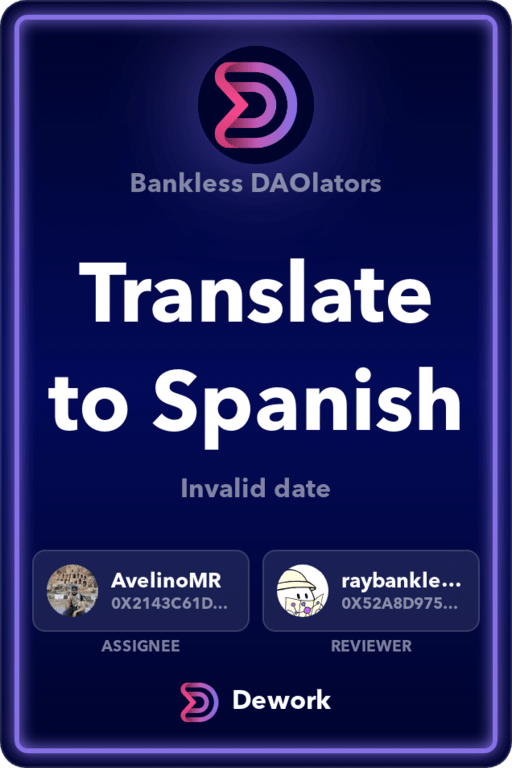 Bankless DAOlators
Translate
to Spanish
Invalid date
AvelinoMR
0X2143C61D...
ASSIGNEE
raybankle...
0X52A8D975...
REVIEWER
Dework